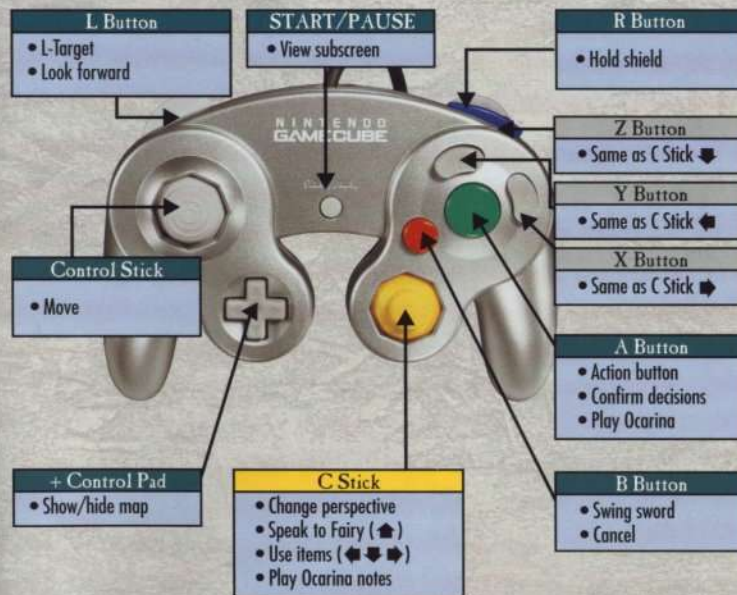 L Button
• L-Target
• Look forward
START/PAUSE
• View subscreen
R Button
• Hold shield
NINTENDO
GAMECUBE
Z Button
• Same as C Stick ⬇
Y Button
• Same as C Stick ⬅
X Button
• Same as C Stick ➡
Control Stick
• Move
A Button
• Action button
• Confirm decisions
• Play Ocarina
+ Control Pad
• Show/hide map
C Stick
• Change perspective
• Speak to Fairy (⬆)
• Use items (⬅ ⬇ ➡)
• Play Ocarina notes
B Button
• Swing sword
• Cancel